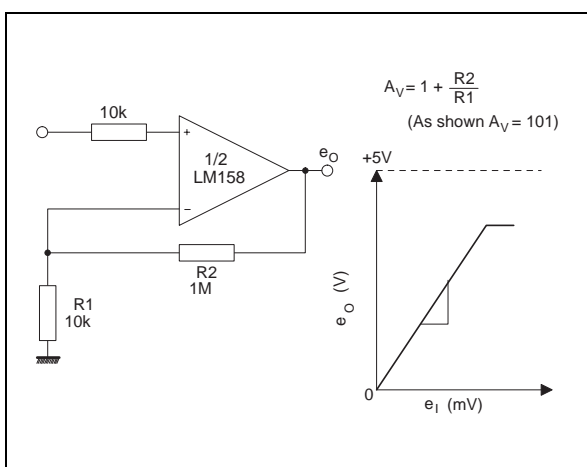 10k
1/2
LM158
+
−
e_O
R2
1M
R1
10k
A_V = 1 + R2/R1
(As shown A_V = 101)
+5V
e_O (V)
0
e_I (mV)